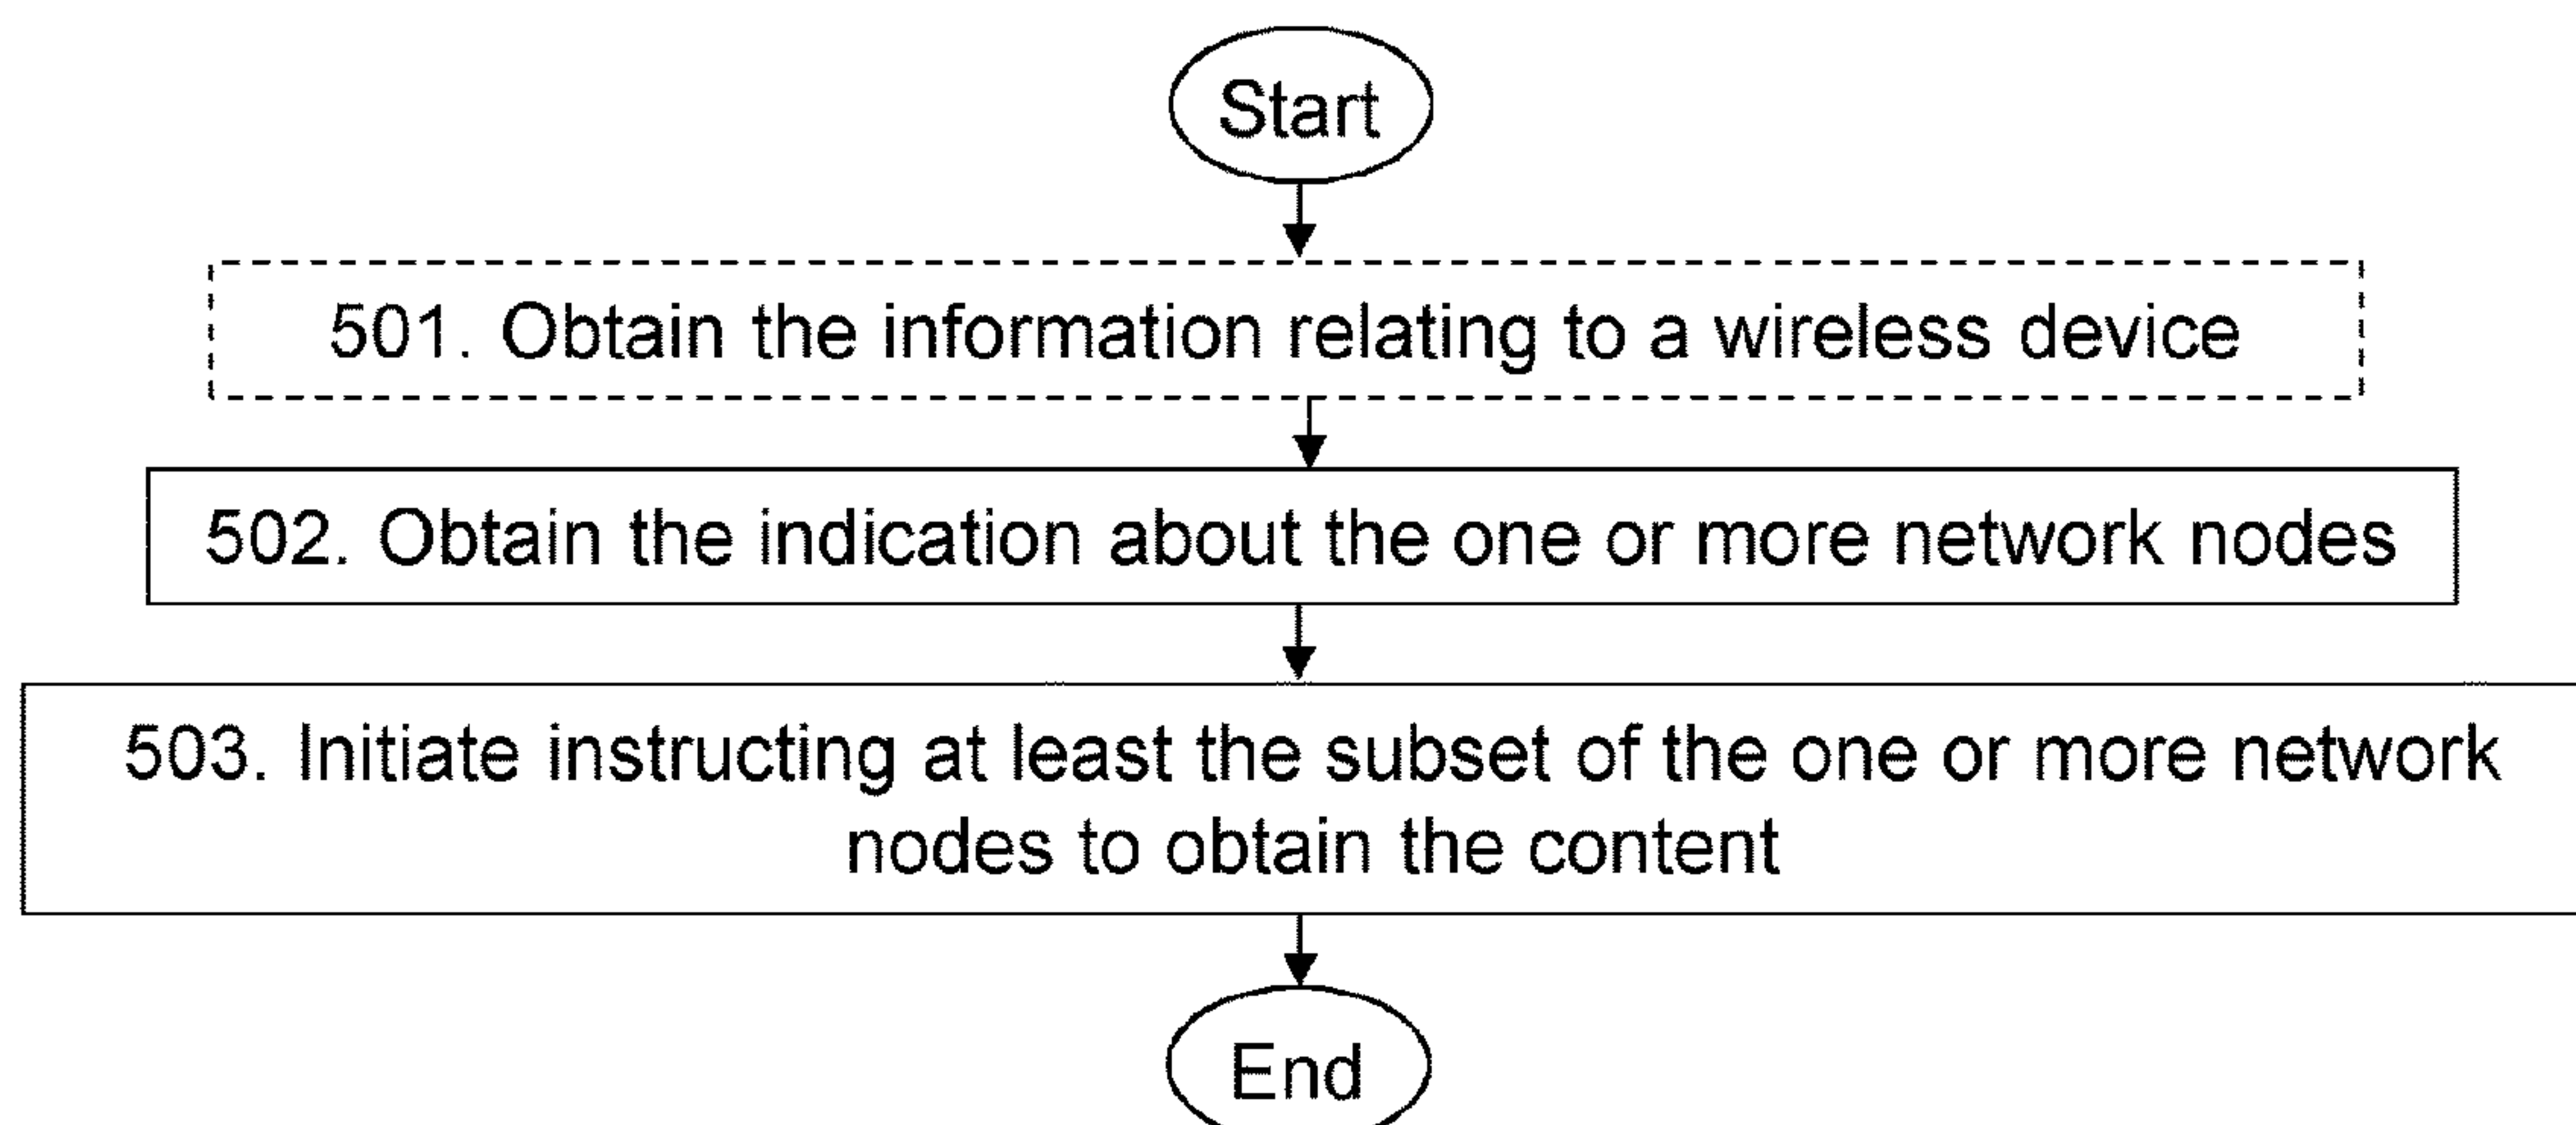 Start
501. Obtain the information relating to a wireless device
502. Obtain the indication about the one or more network nodes
503. Initiate instructing at least the subset of the one or more network
nodes to obtain the content
End